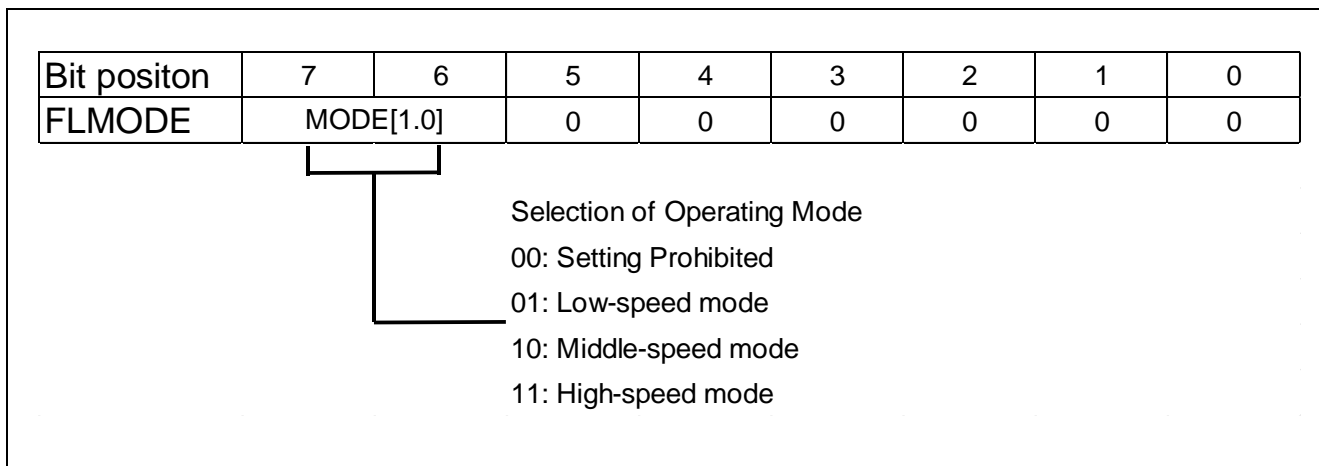 Bit positon 7 6 5 4 3 2 1 0
FLMODE MODE[1.0] 0 0 0 0 0 0
Selection of Operating Mode
00: Setting Prohibited
01: Low-speed mode
10: Middle-speed mode
11: High-speed mode